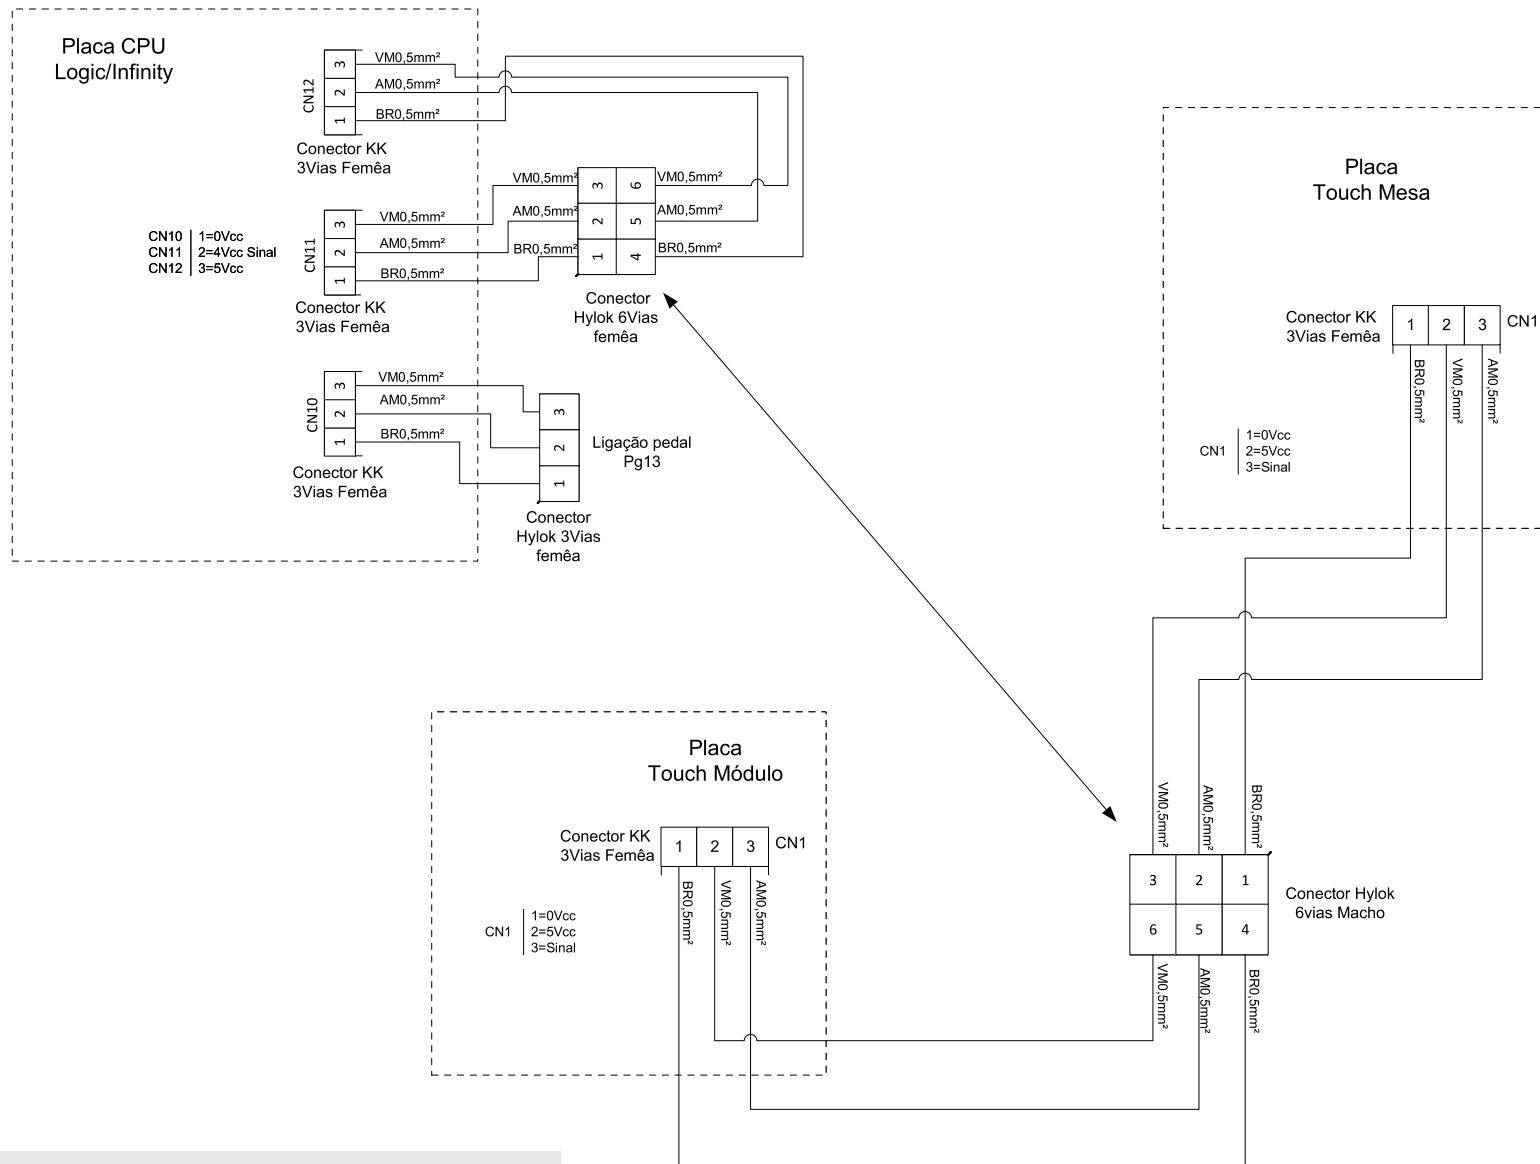 Placa CPU
Logic/Infinity
CN12
3
2
1
VM0,5mm²
AM0,5mm²
BR0,5mm²
Conector KK
3Vias Femêa
CN10 1=0Vcc
CN11 2=4Vcc Sinal
CN12 3=5Vcc
CN11
3
2
1
VM0,5mm²
AM0,5mm²
BR0,5mm²
Conector KK
3Vias Femêa
VM0,5mm²
AM0,5mm²
BR0,5mm²
3 6
2 5
1 4
VM0,5mm²
AM0,5mm²
BR0,5mm²
Conector
Hylok 6Vias
femêa
CN10
3
2
1
VM0,5mm²
AM0,5mm²
BR0,5mm²
Conector KK
3Vias Femêa
3
2
1
Ligação pedal
Pg13
Conector
Hylok 3Vias
femêa
Placa
Touch Mesa
Conector KK
3Vias Femêa
1 2 3
CN1
BR0,5mm²
VM0,5mm²
AM0,5mm²
CN1
1=0Vcc
2=5Vcc
3=Sinal
Placa
Touch Módulo
Conector KK
3Vias Femêa
1 2 3
CN1
BR0,5mm²
VM0,5mm²
AM0,5mm²
CN1
1=0Vcc
2=5Vcc
3=Sinal
VM0,5mm²
AM0,5mm²
BR0,5mm²
3 2 1
6 5 4
Conector Hylok
6vias Macho
VM0,5mm²
AM0,5mm²
BR0,5mm²